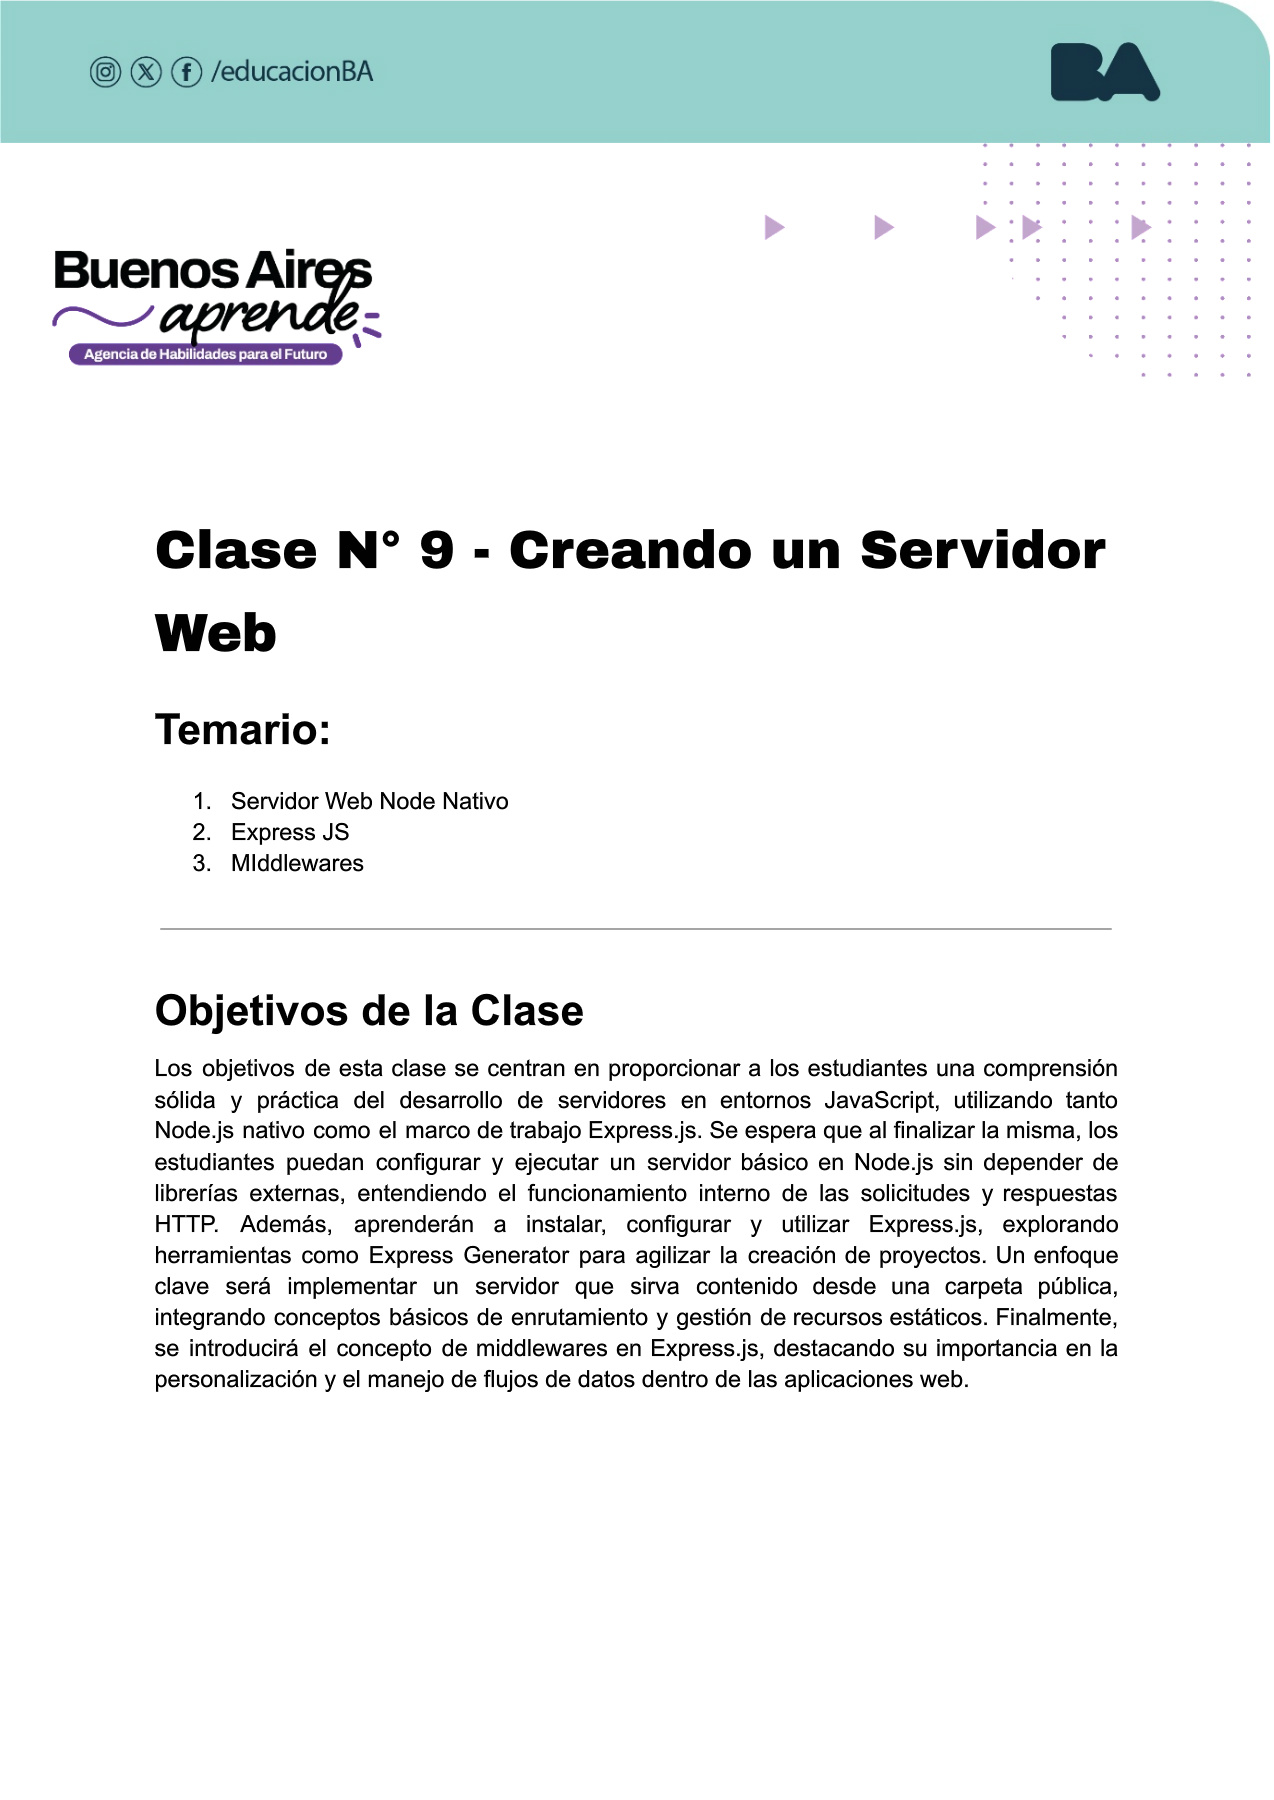 /educacionBA
BA
Buenos Aires
aprende
Agencia de Habilidades para el Futuro
Clase N° 9 - Creando un Servidor
Web
Temario:
1. Servidor Web Node Nativo
2. Express JS
3. MIddlewares
Objetivos de la Clase
Los objetivos de esta clase se centran en proporcionar a los estudiantes una comprensión
sólida y práctica del desarrollo de servidores en entornos JavaScript, utilizando tanto
Node.js nativo como el marco de trabajo Express.js. Se espera que al finalizar la misma, los
estudiantes puedan configurar y ejecutar un servidor básico en Node.js sin depender de
librerías externas, entendiendo el funcionamiento interno de las solicitudes y respuestas
HTTP. Además, aprenderán a instalar, configurar y utilizar Express.js, explorando
herramientas como Express Generator para agilizar la creación de proyectos. Un enfoque
clave será implementar un servidor que sirva contenido desde una carpeta pública,
integrando conceptos básicos de enrutamiento y gestión de recursos estáticos. Finalmente,
se introducirá el concepto de middlewares en Express.js, destacando su importancia en la
personalización y el manejo de flujos de datos dentro de las aplicaciones web.